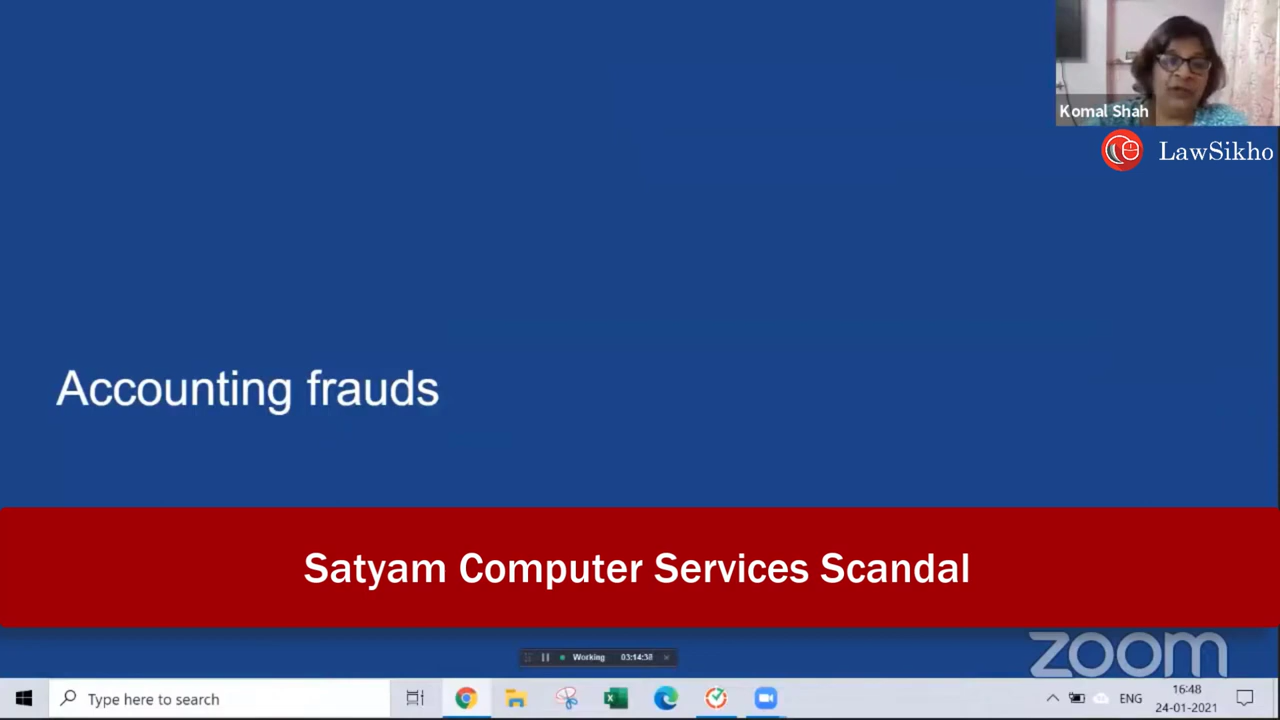 Komal Shah
LawSikho
Accounting frauds
Satyam Computer Services Scandal
zoom
Working 03:14:38
Type here to search
ENG
16:48
24-01-2021